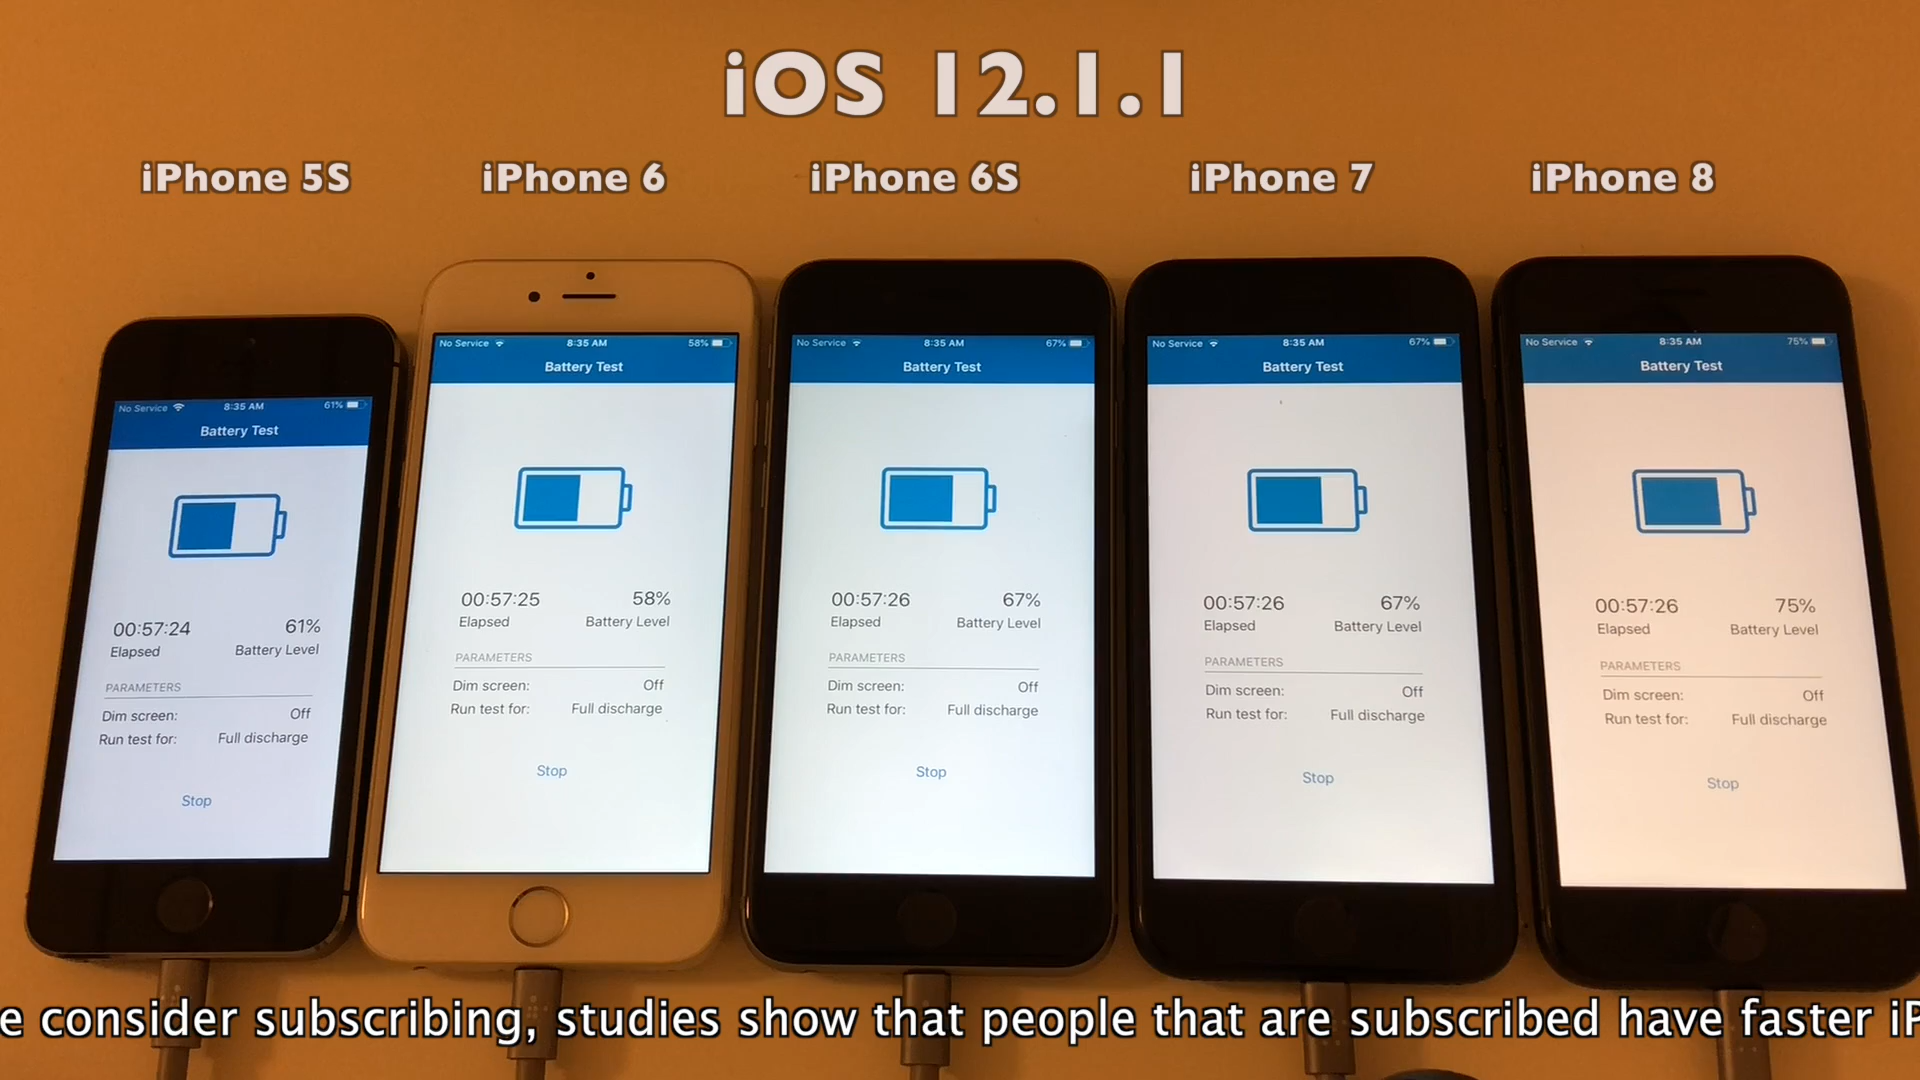 iOS 12.1.1
iPhone 5S
iPhone 6
iPhone 6S
iPhone 7
iPhone 8
No Service 8:35 AM 61%
Battery Test
00:57:24 61%
Elapsed Battery Level
PARAMETERS
Dim screen: Off
Run test for: Full discharge
Stop
No Service 8:35 AM 58%
Battery Test
00:57:25 58%
Elapsed Battery Level
PARAMETERS
Dim screen: Off
Run test for: Full discharge
Stop
No Service 8:35 AM 67%
Battery Test
00:57:26 67%
Elapsed Battery Level
PARAMETERS
Dim screen: Off
Run test for: Full discharge
Stop
No Service 8:35 AM 67%
Battery Test
00:57:26 67%
Elapsed Battery Level
PARAMETERS
Dim screen: Off
Run test for: Full discharge
Stop
No Service 8:35 AM 75%
Battery Test
00:57:26 75%
Elapsed Battery Level
PARAMETERS
Dim screen: Off
Run test for: Full discharge
Stop
e consider subscribing, studies show that people that are subscribed have faster iP